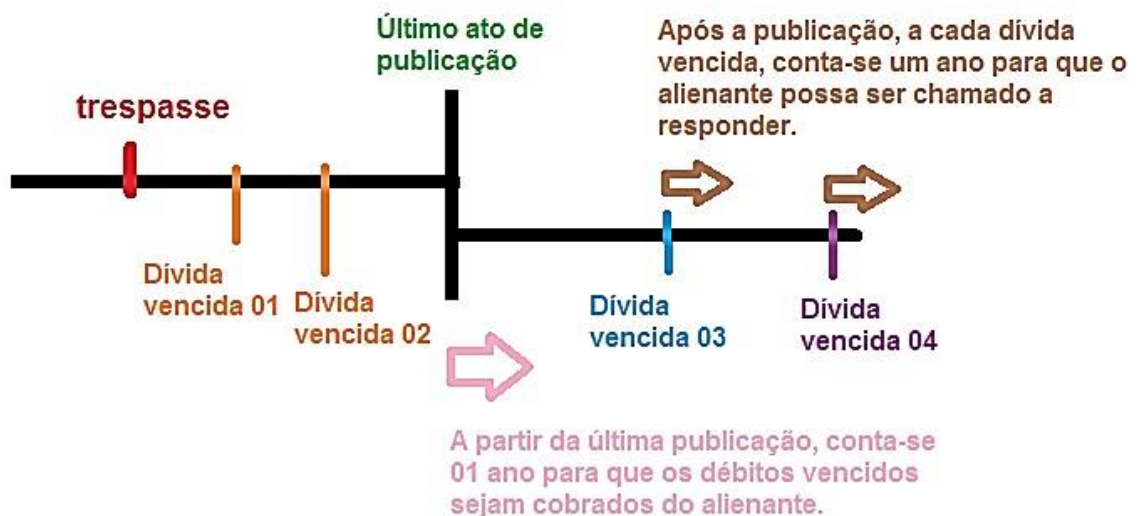 Último ato de
publicação
Após a publicação, a cada dívida
vencida, conta-se um ano para que o
alienante possa ser chamado a
responder.
trespasse
Dívida
vencida 01
Dívida
vencida 02
Dívida
vencida 03
Dívida
vencida 04
A partir da última publicação, conta-se
01 ano para que os débitos vencidos
sejam cobrados do alienante.